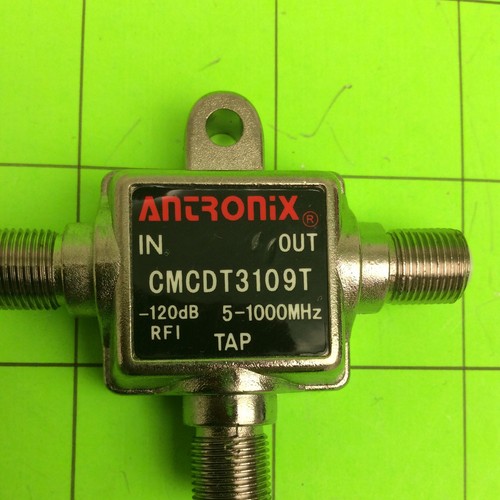 Antronix ®
IN OUT
CMCDT3109T
-120dB 5-1000MHz
RFI
TAP